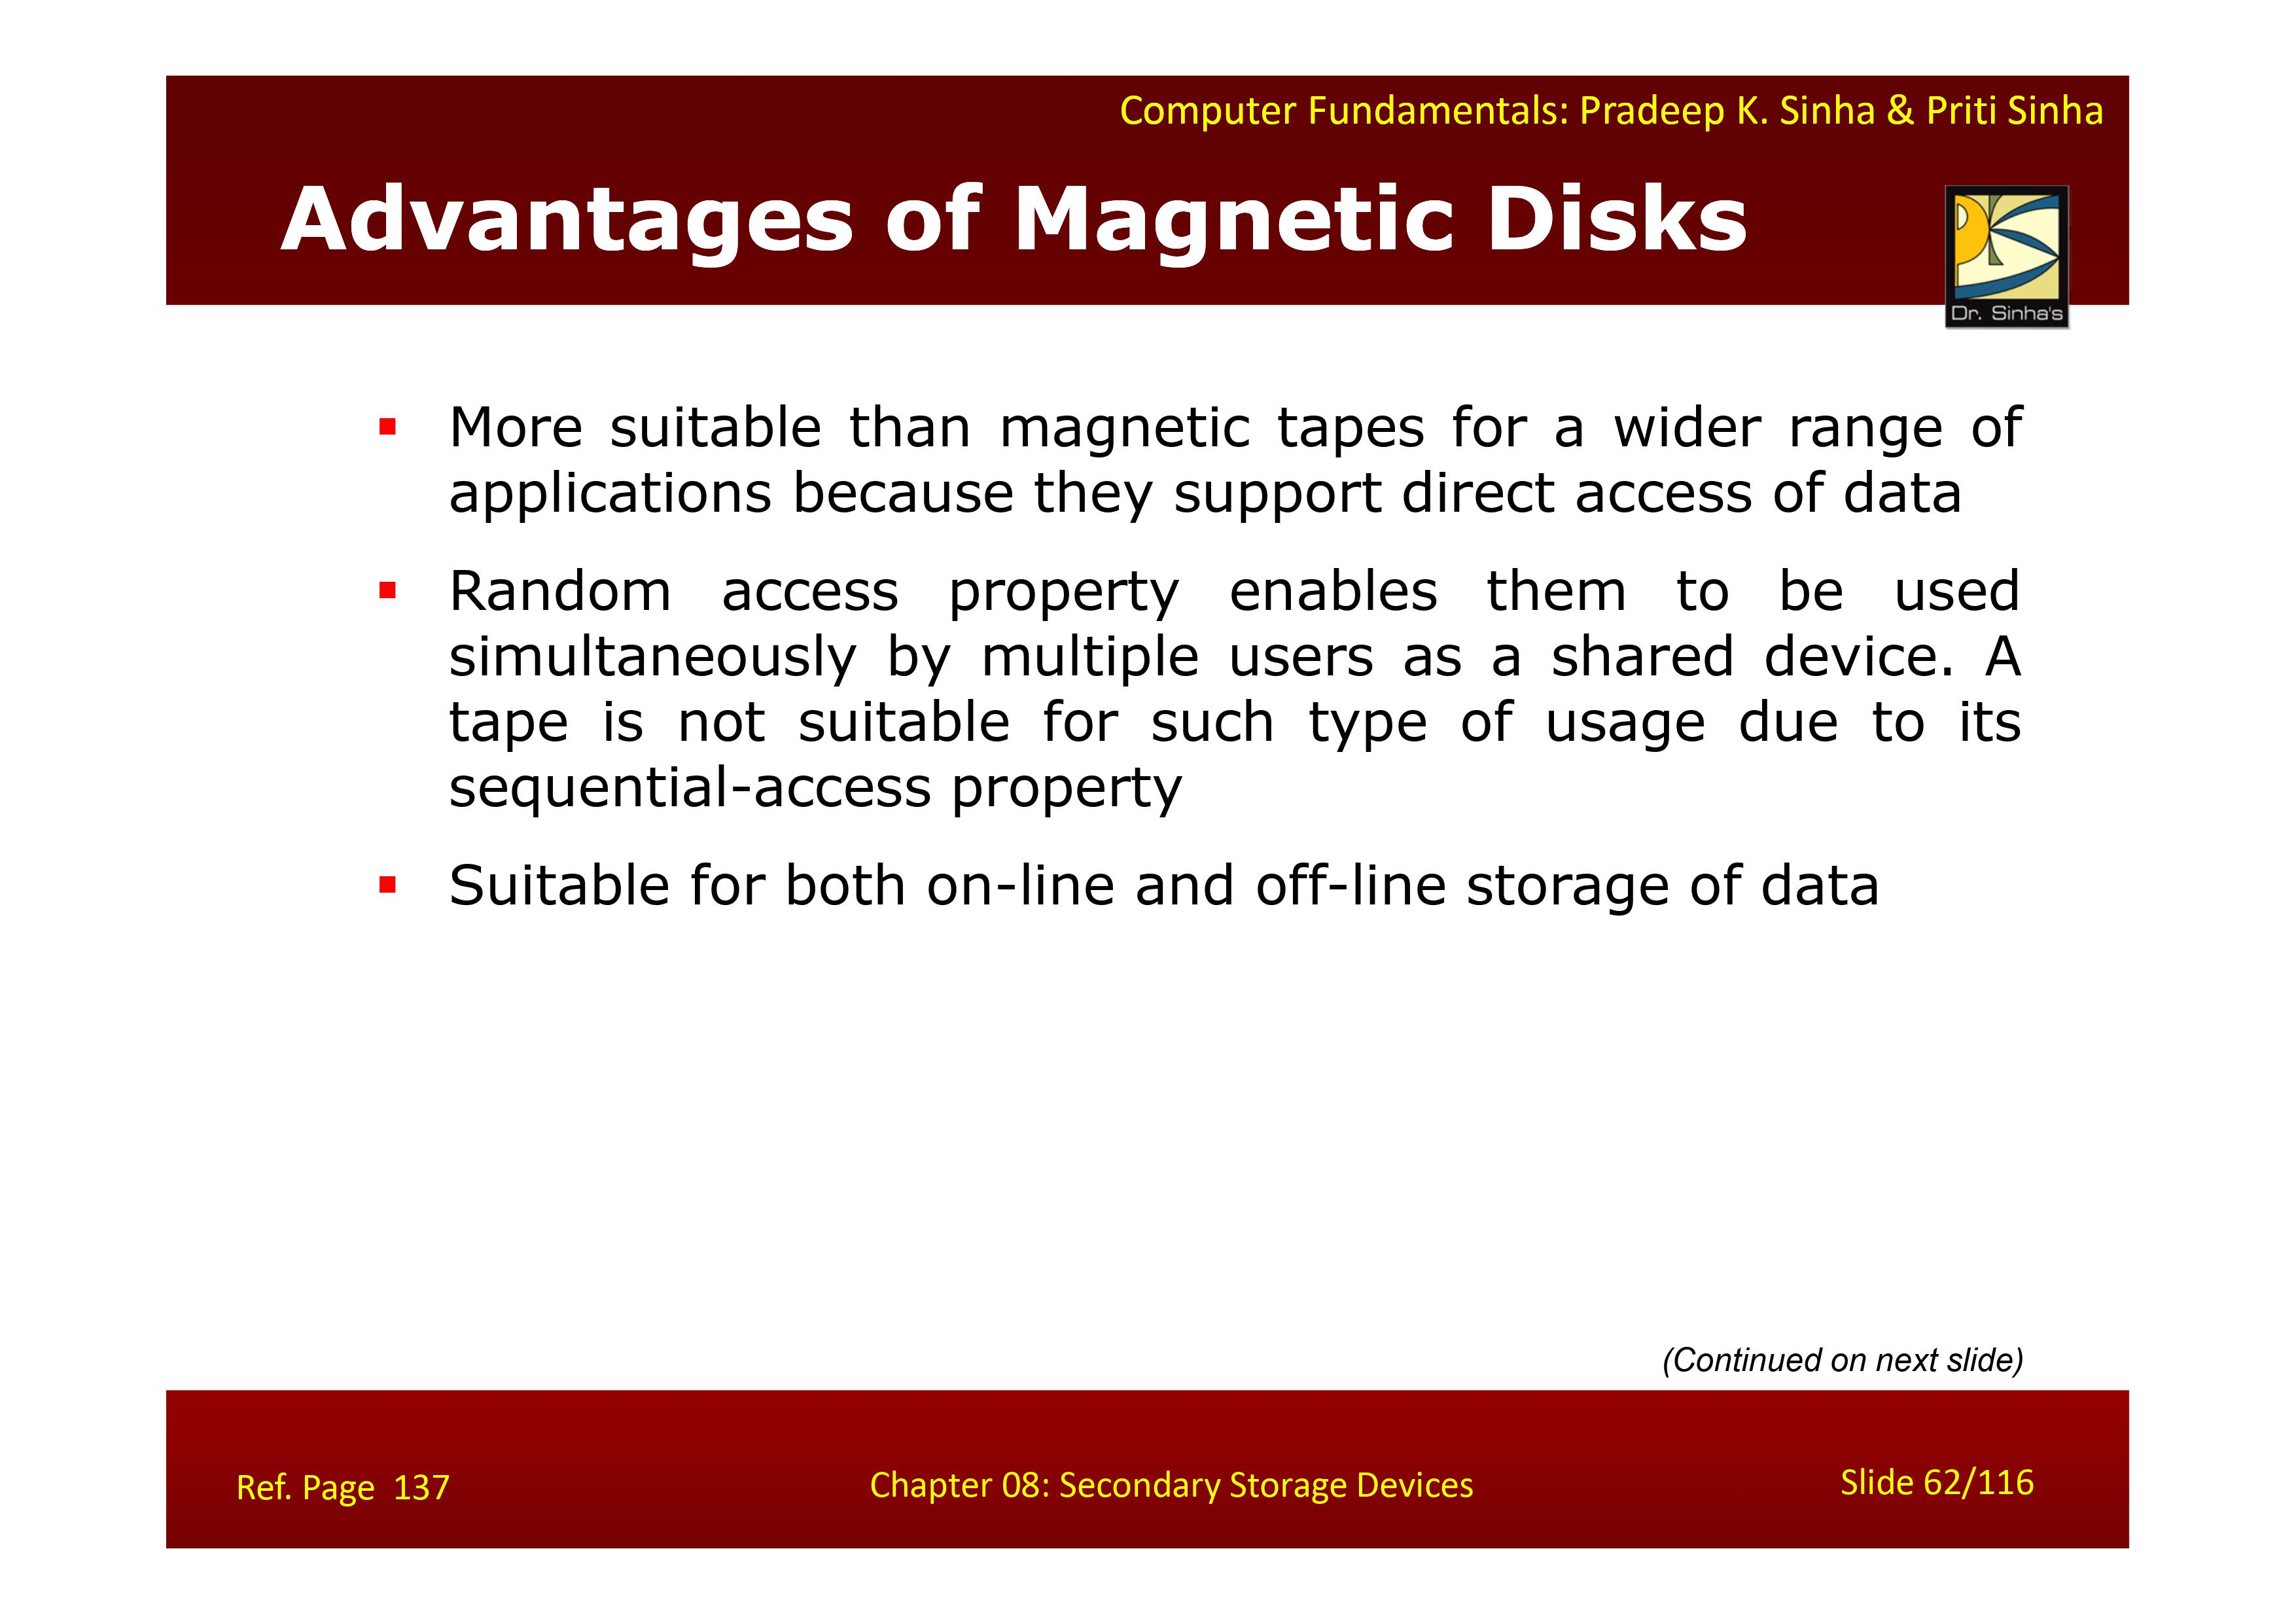 Computer Fundamentals: Pradeep K. Sinha & Priti Sinha
Advantages of Magnetic Disks
Dr. Sinha's
▪ More suitable than magnetic tapes for a wider range of
applications because they support direct access of data
▪ Random access property enables them to be used
simultaneously by multiple users as a shared device. A
tape is not suitable for such type of usage due to its
sequential-access property
▪ Suitable for both on-line and off-line storage of data
(Continued on next slide)
Ref. Page 137
Chapter 08: Secondary Storage Devices
Slide 62/116